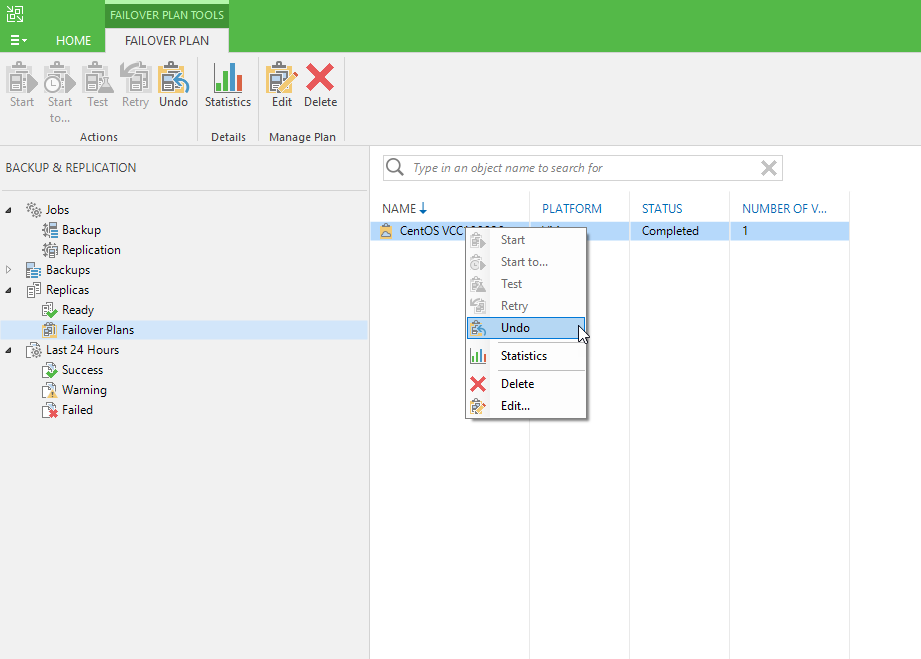 FAILOVER PLAN TOOLS
HOME
FAILOVER PLAN
Start
Start to...
Test
Retry
Undo
Statistics
Edit
Delete
Actions
Details
Manage Plan
BACKUP & REPLICATION
Type in an object name to search for
Jobs
Backup
Replication
Backups
Replicas
Ready
Failover Plans
Last 24 Hours
Success
Warning
Failed
NAME
PLATFORM
STATUS
NUMBER OF V...
CentOS
Completed
1
Start
Start to...
Test
Retry
Undo
Statistics
Delete
Edit...